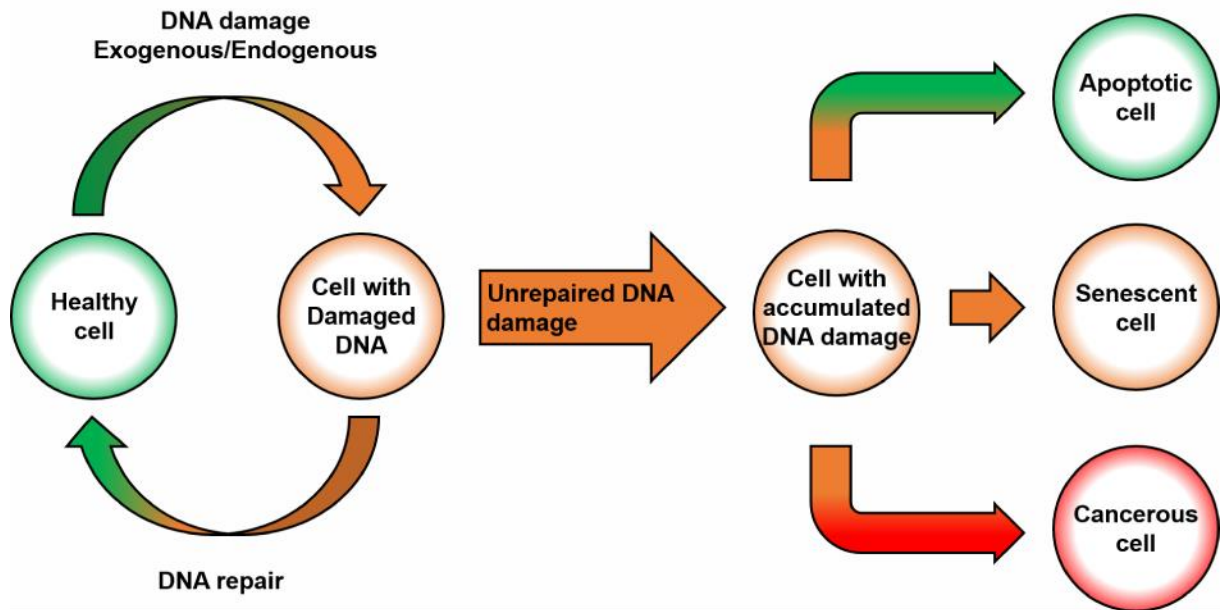 DNA damage
Exogenous/Endogenous
Healthy
cell
Cell with
Damaged
DNA
DNA repair
Unrepaired DNA
damage
Cell with
accumulated
DNA damage
Apoptotic
cell
Senescent
cell
Cancerous
cell